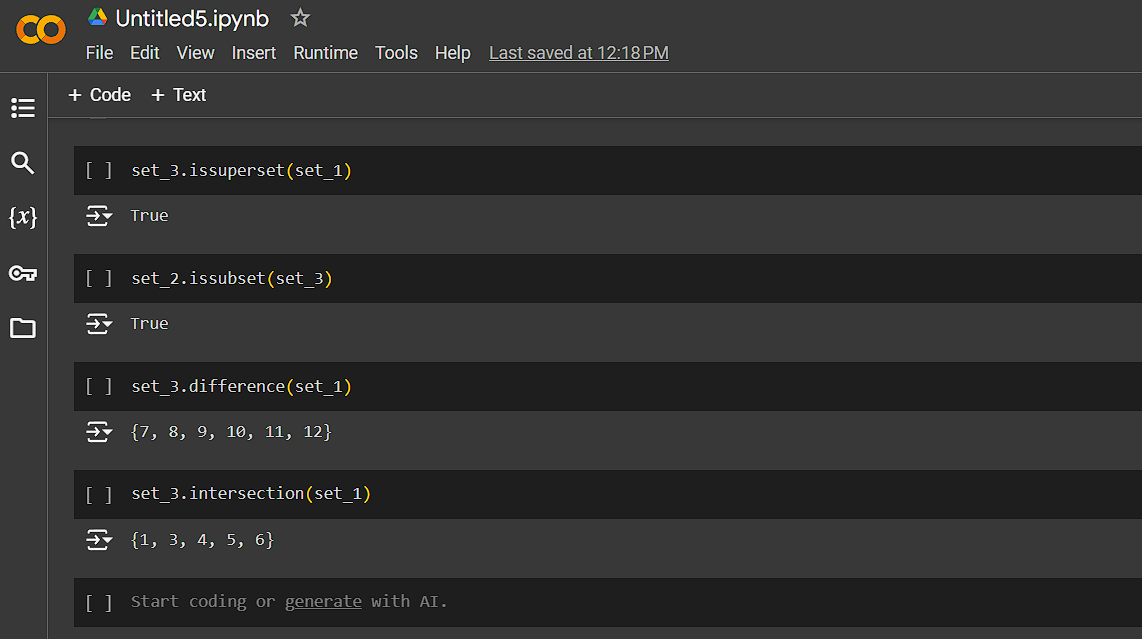 Untitled5.ipynb
File Edit View Insert Runtime Tools Help Last saved at 12:18 PM
+ Code + Text
[ ] set_3.issuperset(set_1)
True
[ ] set_2.issubset(set_3)
True
[ ] set_3.difference(set_1)
{7, 8, 9, 10, 11, 12}
[ ] set_3.intersection(set_1)
{1, 3, 4, 5, 6}
[ ] Start coding or generate with AI.
{x}